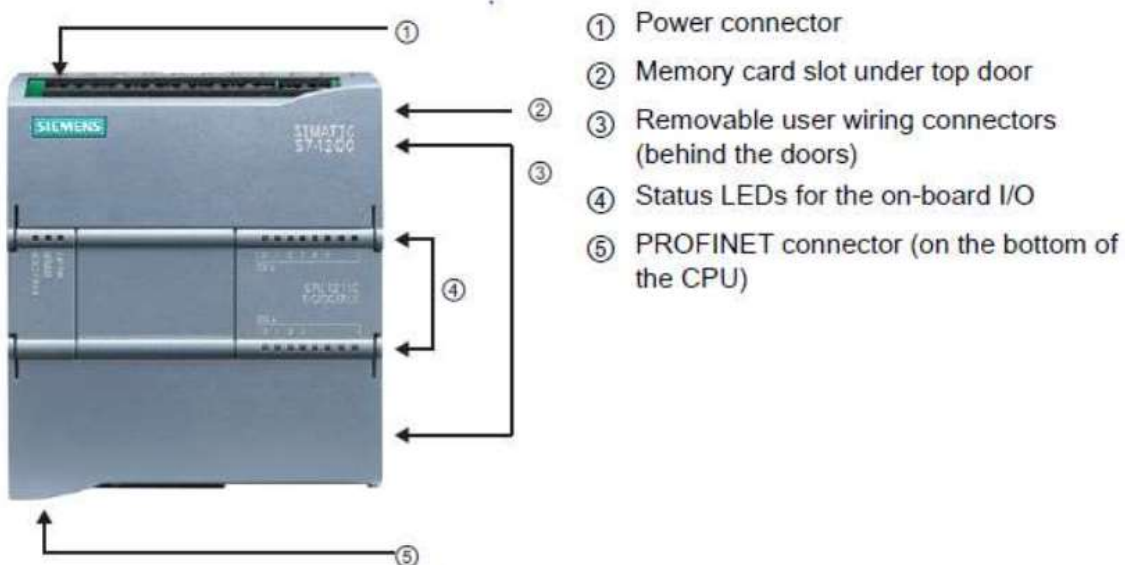 ①
①
Power connector
②
Memory card slot under top door
②
SIEMENS
SIMATIC
S7-1200
③
Removable user wiring connectors
(behind the doors)
③
④
Status LEDs for the on-board I/O
⑤
PROFINET connector (on the bottom of
the CPU)
④
⑤